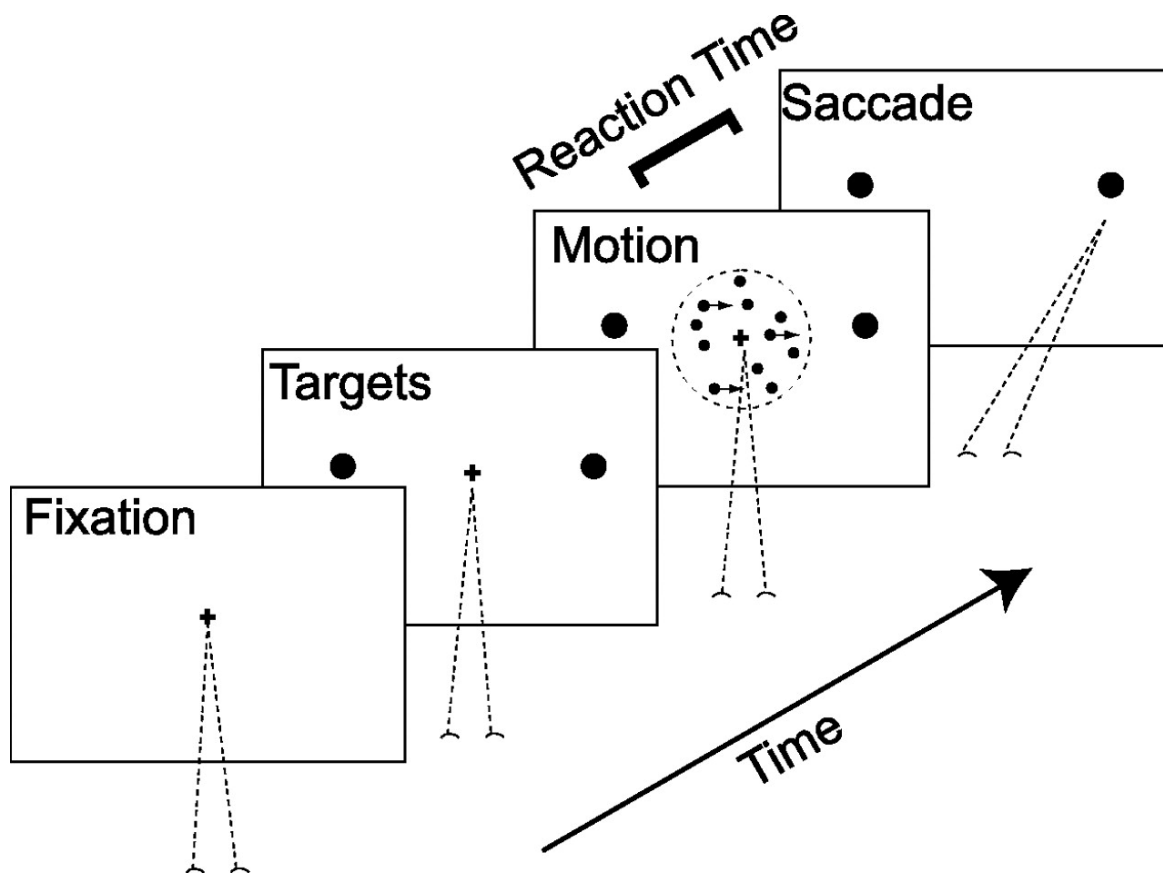 Reaction Time
Saccade
Motion
Targets
Fixation
Time